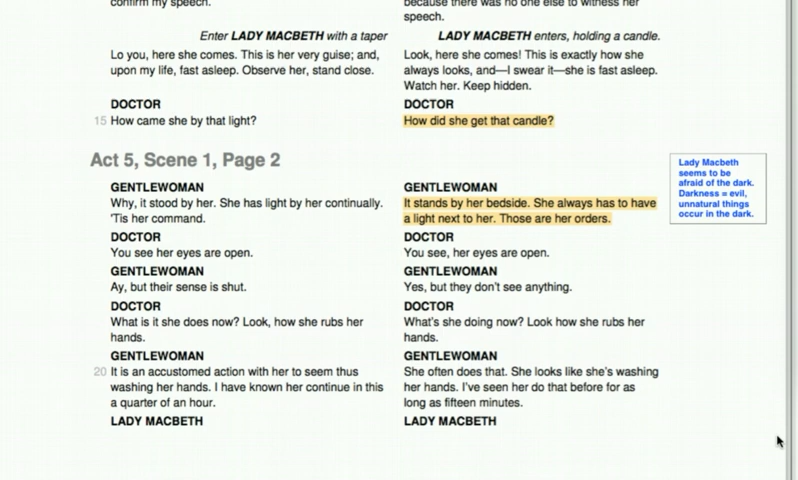 confirm my speech.
because there was no one else to witness her
speech.
Enter LADY MACBETH with a taper
LADY MACBETH enters, holding a candle.
Lo you, here she comes. This is her very guise; and,
upon my life, fast asleep. Observe her, stand close.
Look, here she comes! This is exactly how she
always looks, and—I swear it—she is fast asleep.
Watch her. Keep hidden.
DOCTOR
15 How came she by that light?
DOCTOR
How did she get that candle?
Act 5, Scene 1, Page 2
GENTLEWOMAN
Why, it stood by her. She has light by her continually.
'Tis her command.
GENTLEWOMAN
It stands by her bedside. She always has to have
a light next to her. Those are her orders.
Lady Macbeth
seems to be
afraid of the dark.
Darkness = evil,
unnatural things
occur in the dark.
DOCTOR
You see her eyes are open.
DOCTOR
You see, her eyes are open.
GENTLEWOMAN
Ay, but their sense is shut.
GENTLEWOMAN
Yes, but they don't see anything.
DOCTOR
What is it she does now? Look, how she rubs her
hands.
DOCTOR
What's she doing now? Look how she rubs her
hands.
GENTLEWOMAN
20 It is an accustomed action with her to seem thus
washing her hands. I have known her continue in this
a quarter of an hour.
GENTLEWOMAN
She often does that. She looks like she's washing
her hands. I've seen her do that before for as
long as fifteen minutes.
LADY MACBETH
LADY MACBETH